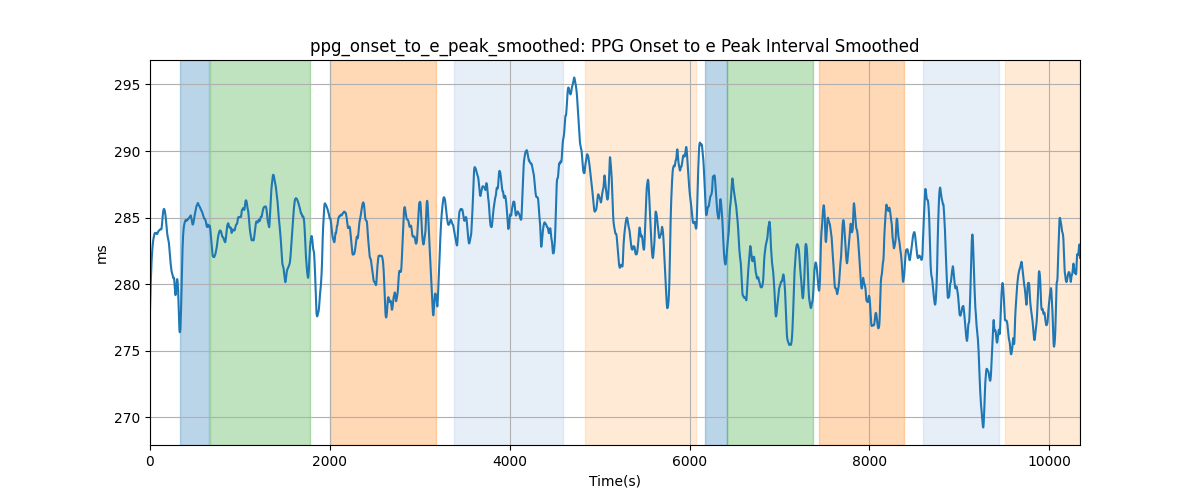 ppg_onset_to_e_peak_smoothed: PPG Onset to e Peak Interval Smoothed
295
290
285
280
275
270
ms
0 2000 4000 6000 8000 10000
Time(s)